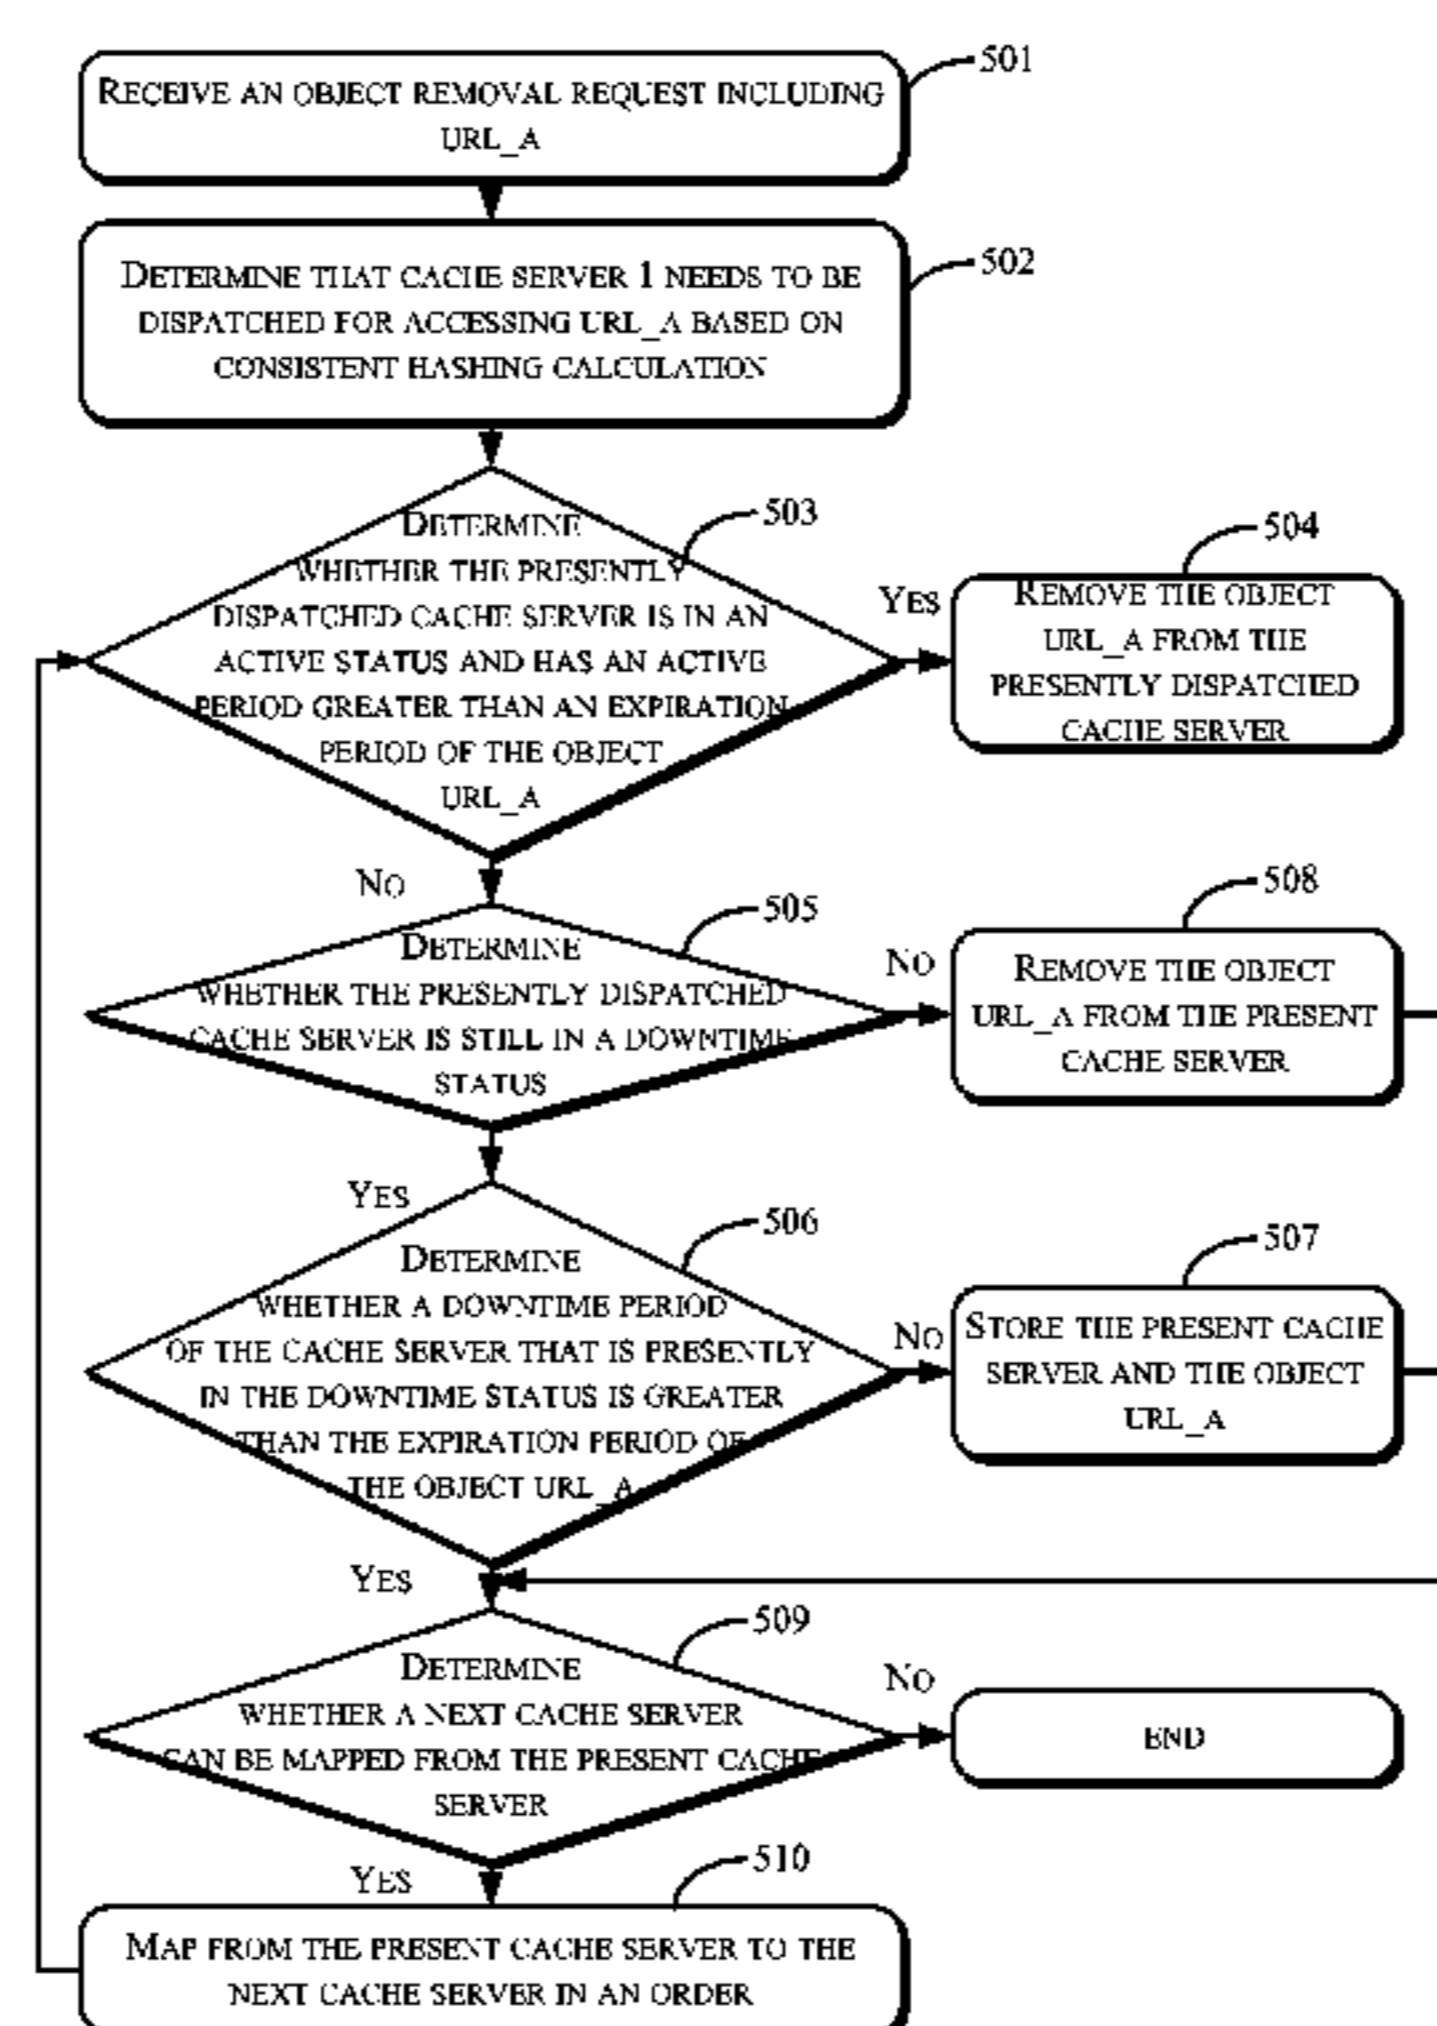 RECEIVE AN OBJECT REMOVAL REQUEST INCLUDING
URL_A
501
DETERMINE THAT CACHE SERVER 1 NEEDS TO BE
DISPATCHED FOR ACCESSING URL_A BASED ON
CONSISTENT HASHING CALCULATION
502
DETERMINE
WHETHER THE PRESENTLY
DISPATCHED CACHE SERVER IS IN AN
ACTIVE STATUS AND HAS AN ACTIVE
PERIOD GREATER THAN AN EXPIRATION
PERIOD OF THE OBJECT
URL_A
503
YES
504
REMOVE THE OBJECT
URL_A FROM THE
PRESENTLY DISPATCHED
CACHE SERVER
NO
DETERMINE
WHETHER THE PRESENTLY DISPATCHED
CACHE SERVER IS STILL IN A DOWNTIME
STATUS
505
NO
508
REMOVE THE OBJECT
URL_A FROM THE PRESENT
CACHE SERVER
YES
DETERMINE
WHETHER A DOWNTIME PERIOD
OF THE CACHE SERVER THAT IS PRESENTLY
IN THE DOWNTIME STATUS IS GREATER
THAN THE EXPIRATION PERIOD OF
THE OBJECT URL_A
506
NO
507
STORE THE PRESENT CACHE
SERVER AND THE OBJECT
URL_A
YES
DETERMINE
WHETHER A NEXT CACHE SERVER
CAN BE MAPPED FROM THE PRESENT CACHE
SERVER
509
NO
END
YES
510
MAP FROM THE PRESENT CACHE SERVER TO THE
NEXT CACHE SERVER IN AN ORDER